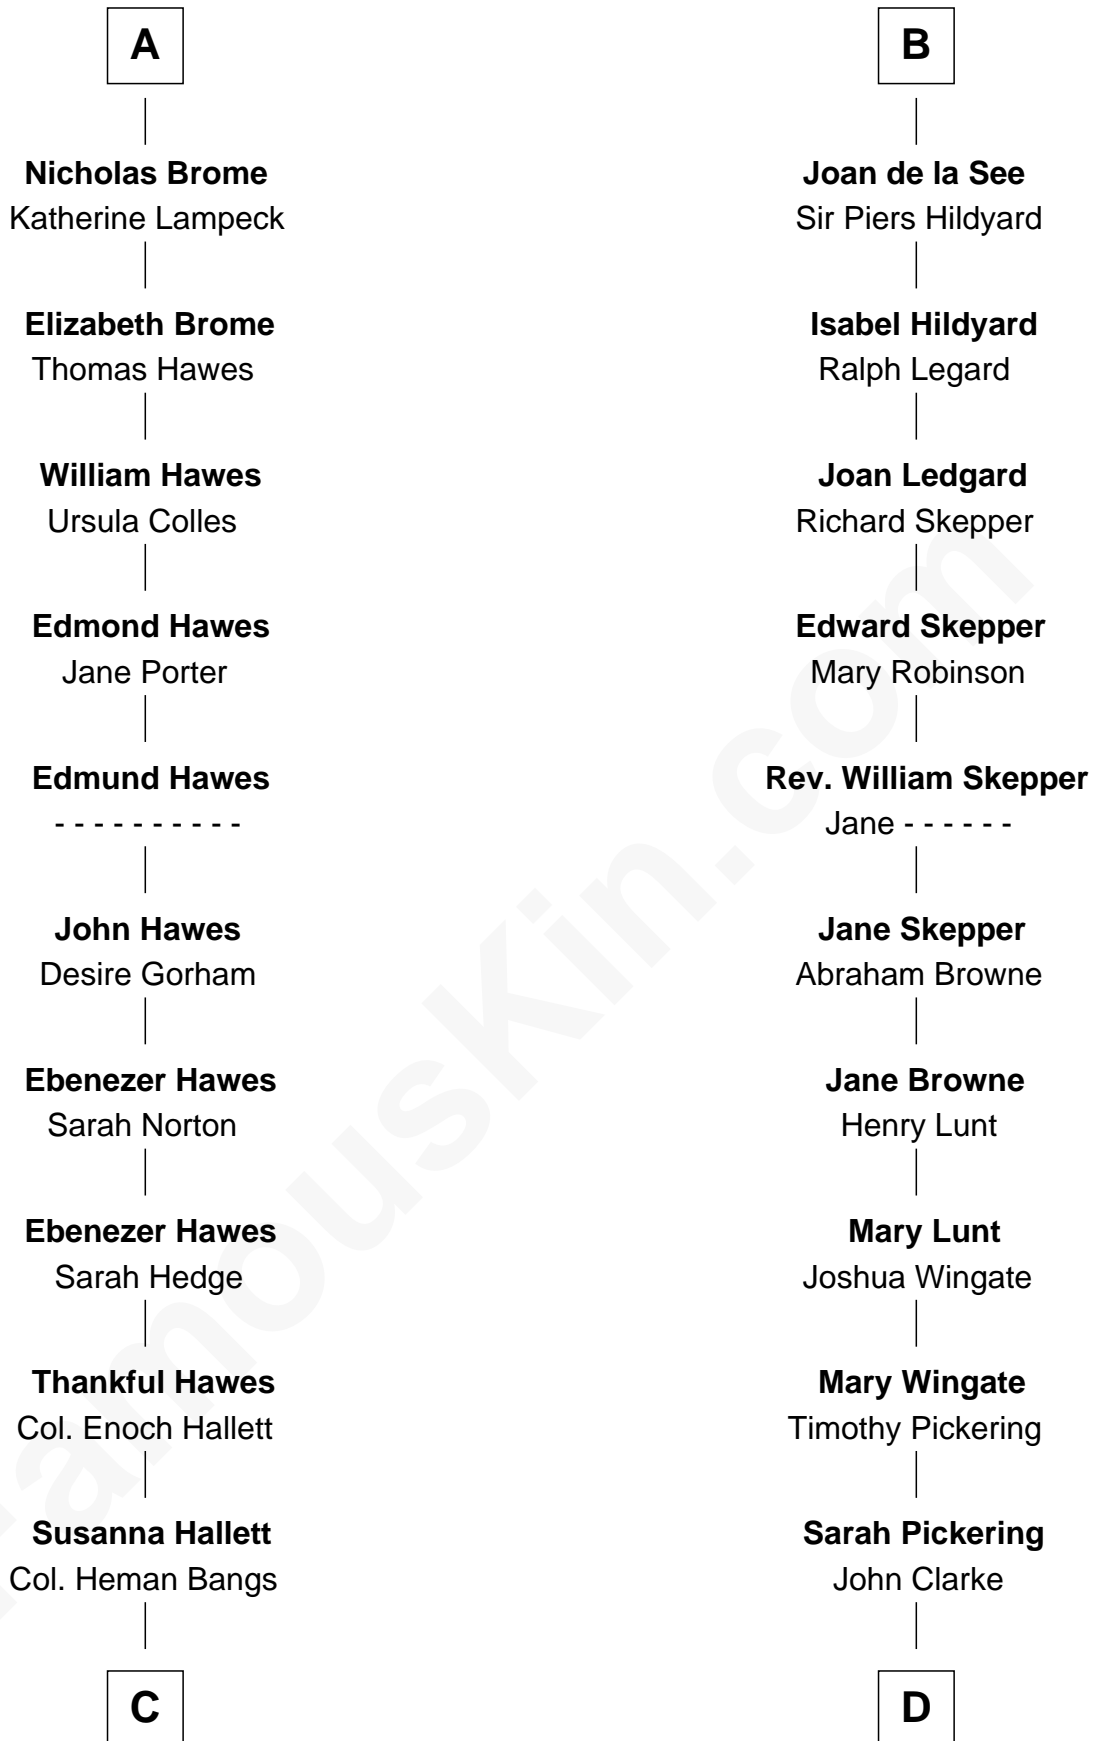 A
Nicholas Brome
Katherine Lampeck
Elizabeth Brome
Thomas Hawes
William Hawes
Ursula Colles
Edmond Hawes
Jane Porter
Edmund Hawes
- - - - - - - - - -
John Hawes
Desire Gorham
Ebenezer Hawes
Sarah Norton
Ebenezer Hawes
Sarah Hedge
Thankful Hawes
Col. Enoch Hallett
Susanna Hallett
Col. Heman Bangs
C
B
Joan de la See
Sir Piers Hildyard
Isabel Hildyard
Ralph Legard
Joan Ledgard
Richard Skepper
Edward Skepper
Mary Robinson
Rev. William Skepper
Jane - - - - - -
Jane Skepper
Abraham Browne
Jane Browne
Henry Lunt
Mary Lunt
Joshua Wingate
Mary Wingate
Timothy Pickering
Sarah Pickering
John Clarke
D
FamousKin.com